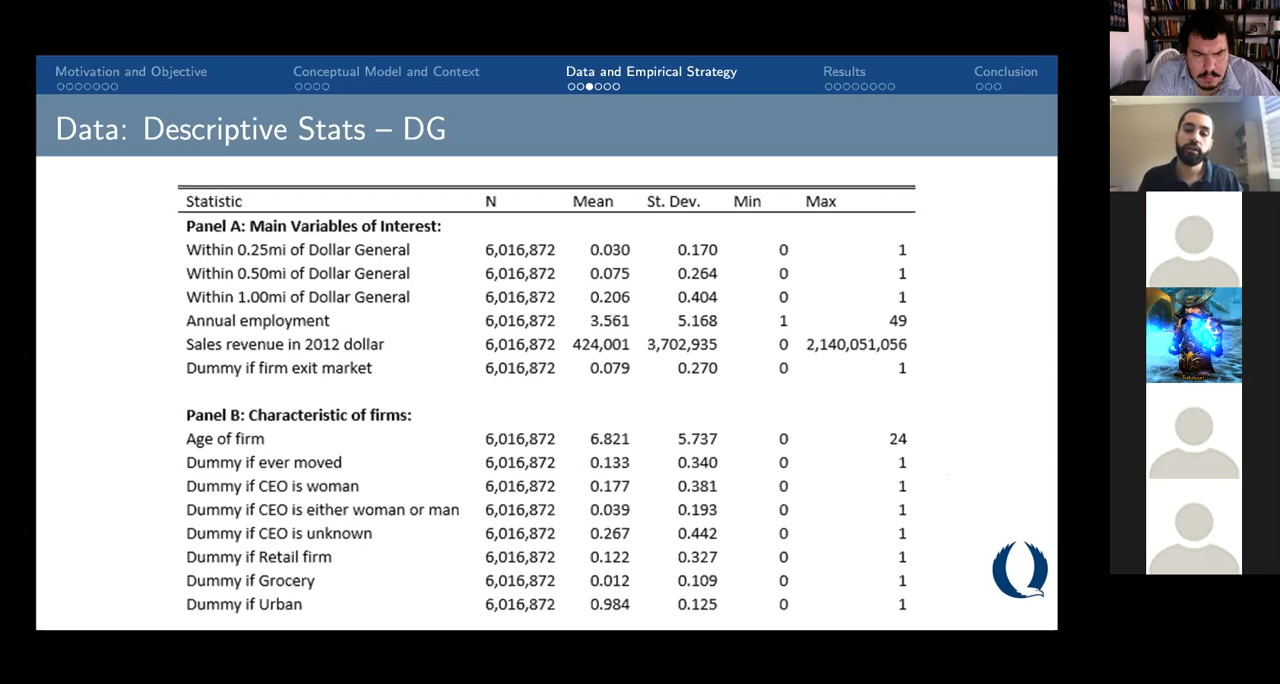 Motivation and Objective Conceptual Model and Context Data and Empirical Strategy Results Conclusion
Data: Descriptive Stats – DG
Statistic N Mean St. Dev. Min Max
Panel A: Main Variables of Interest:
Within 0.25mi of Dollar General 6,016,872 0.030 0.170 0 1
Within 0.50mi of Dollar General 6,016,872 0.075 0.264 0 1
Within 1.00mi of Dollar General 6,016,872 0.206 0.404 0 1
Annual employment 6,016,872 3.561 5.168 1 49
Sales revenue in 2012 dollar 6,016,872 424,001 3,702,935 0 2,140,051,056
Dummy if firm exit market 6,016,872 0.079 0.270 0 1
Panel B: Characteristic of firms:
Age of firm 6,016,872 6.821 5.737 0 24
Dummy if ever moved 6,016,872 0.133 0.340 0 1
Dummy if CEO is woman 6,016,872 0.177 0.381 0 1
Dummy if CEO is either woman or man 6,016,872 0.039 0.193 0 1
Dummy if CEO is unknown 6,016,872 0.267 0.442 0 1
Dummy if Retail firm 6,016,872 0.122 0.327 0 1
Dummy if Grocery 6,016,872 0.012 0.109 0 1
Dummy if Urban 6,016,872 0.984 0.125 0 1